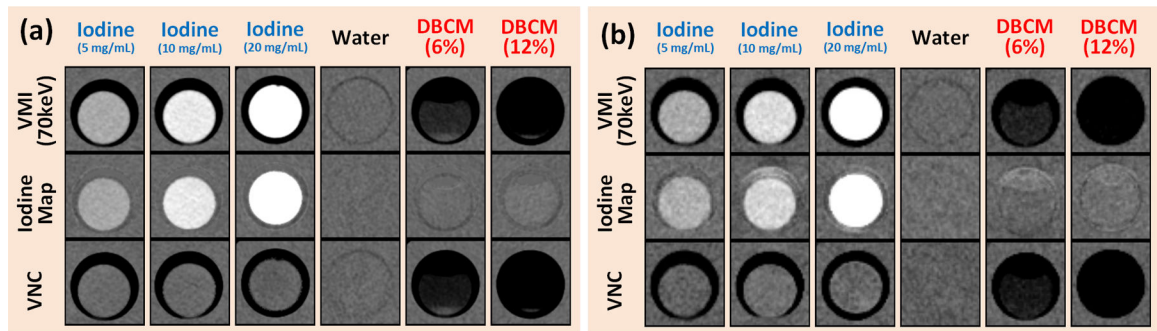 (a)
Iodine
(5 mg/mL)
Iodine
(10 mg/mL)
Iodine
(20 mg/mL)
Water
DBCM
(6%)
DBCM
(12%)
VMI
(70keV)
Iodine
Map
VNC
(b)
Iodine
(5 mg/mL)
Iodine
(10 mg/mL)
Iodine
(20 mg/mL)
Water
DBCM
(6%)
DBCM
(12%)
VMI
(70keV)
Iodine
Map
VNC